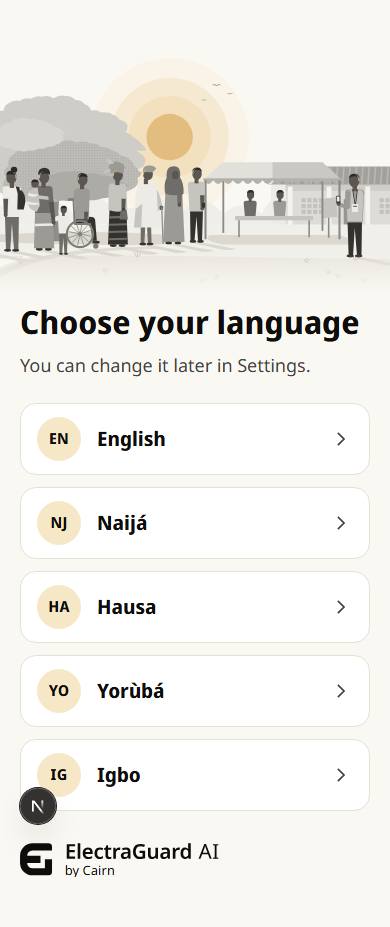 Choose your language
You can change it later in Settings.
EN English
NJ Naijá
HA Hausa
YO Yorùbá
IG Igbo
N
ElectraGuard AI
by Cairn